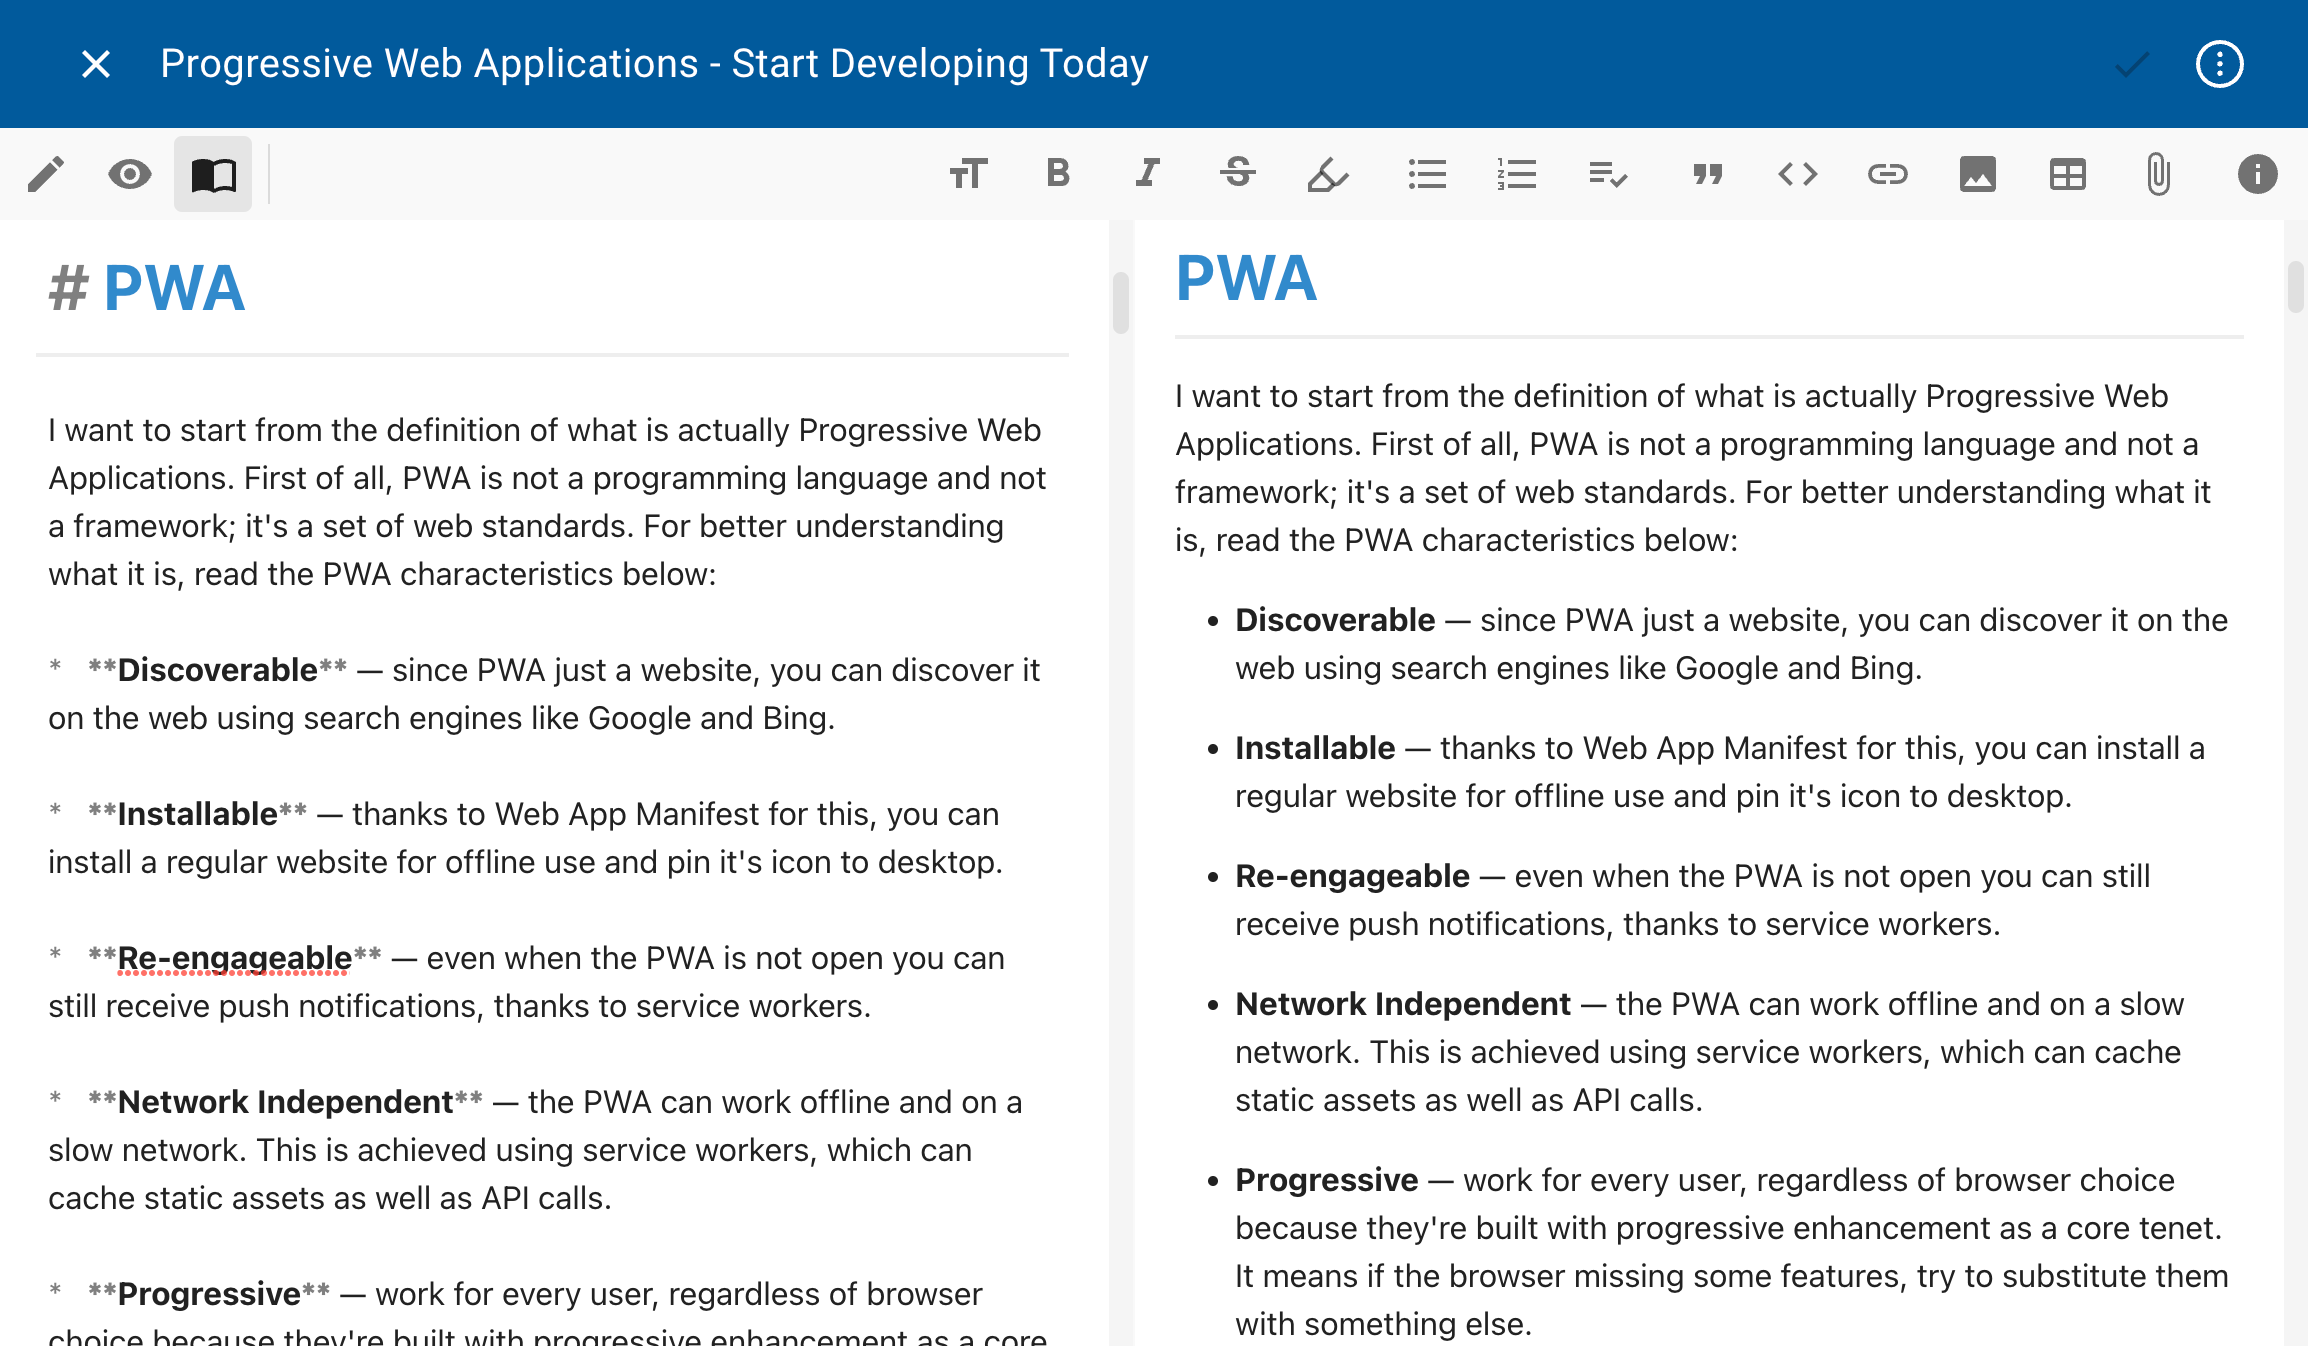 Progressive Web Applications - Start Developing Today
# PWA
I want to start from the definition of what is actually Progressive Web
Applications. First of all, PWA is not a programming language and not
a framework; it's a set of web standards. For better understanding
what it is, read the PWA characteristics below:
* **Discoverable** — since PWA just a website, you can discover it
on the web using search engines like Google and Bing.
* **Installable** — thanks to Web App Manifest for this, you can
install a regular website for offline use and pin it's icon to desktop.
* **Re-engageable** — even when the PWA is not open you can
still receive push notifications, thanks to service workers.
* **Network Independent** — the PWA can work offline and on a
slow network. This is achieved using service workers, which can
cache static assets as well as API calls.
* **Progressive** — work for every user, regardless of browser
choice because they're built with progressive enhancement as a core
PWA
I want to start from the definition of what is actually Progressive Web
Applications. First of all, PWA is not a programming language and not a
framework; it's a set of web standards. For better understanding what it
is, read the PWA characteristics below:
• Discoverable — since PWA just a website, you can discover it on the
web using search engines like Google and Bing.
• Installable — thanks to Web App Manifest for this, you can install a
regular website for offline use and pin it's icon to desktop.
• Re-engageable — even when the PWA is not open you can still
receive push notifications, thanks to service workers.
• Network Independent — the PWA can work offline and on a slow
network. This is achieved using service workers, which can cache
static assets as well as API calls.
• Progressive — work for every user, regardless of browser choice
because they're built with progressive enhancement as a core tenet.
It means if the browser missing some features, try to substitute them
with something else.